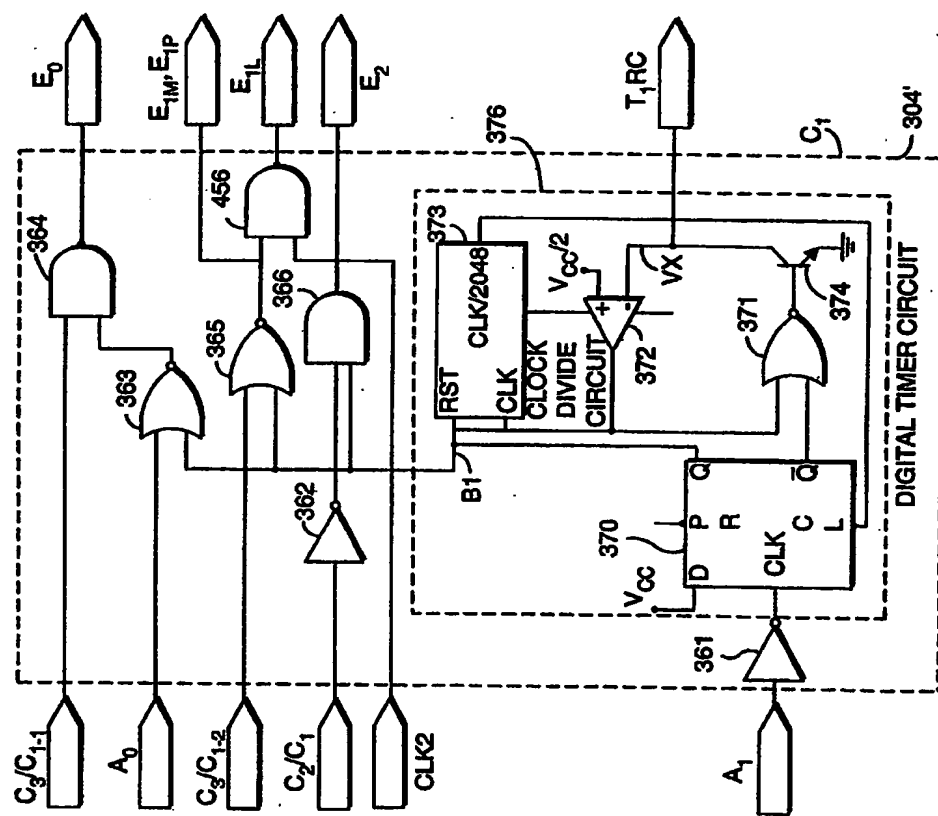 E0
E1M, E1P
E1L
E2
T1RC
376
C1
304'
364
456
366
373
365
363
362
RST
CLK/2048
CLK
CLOCK
DIVIDE
CIRCUIT
VCC/2
+
-
372
VX
374
371
B1
370
VCC
D
P
R
Q
Q̅
CLK
C
L
361
DIGITAL TIMER CIRCUIT
C3/C1-1
A0
C3/C1-2
C2/C1
CLK2
A1